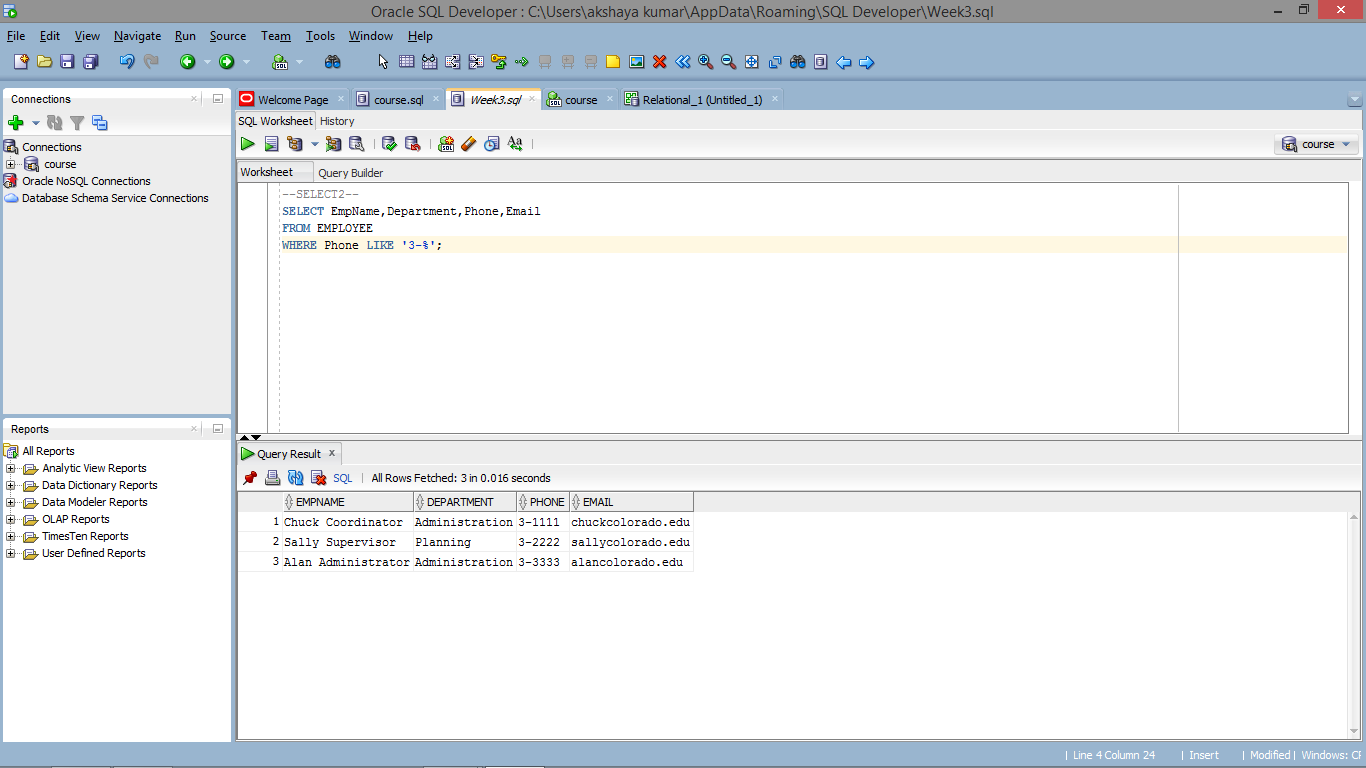 Oracle SQL Developer : C:\Users\akshaya kumar\AppData\Roaming\SQL Developer\Week3.sql
File Edit View Navigate Run Source Team Tools Window Help
Connections
Connections
course
Oracle NoSQL Connections
Database Schema Service Connections
Reports
All Reports
Analytic View Reports
Data Dictionary Reports
Data Modeler Reports
OLAP Reports
TimesTen Reports
User Defined Reports
Welcome Page course.sql Week3.sql course Relational_1 (Untitled_1)
SQL Worksheet History
course
Worksheet Query Builder
--SELECT2--
SELECT EmpName,Department,Phone,Email
FROM EMPLOYEE
WHERE Phone LIKE '3-%';
Query Result
SQL | All Rows Fetched: 3 in 0.016 seconds
EMPNAME DEPARTMENT PHONE EMAIL
1 Chuck Coordinator Administration 3-1111 chuckcolorado.edu
2 Sally Supervisor Planning 3-2222 sallycolorado.edu
3 Alan Administrator Administration 3-3333 alancolorado.edu
| Line 4 Column 24 | Insert | Modified | Windows: CF